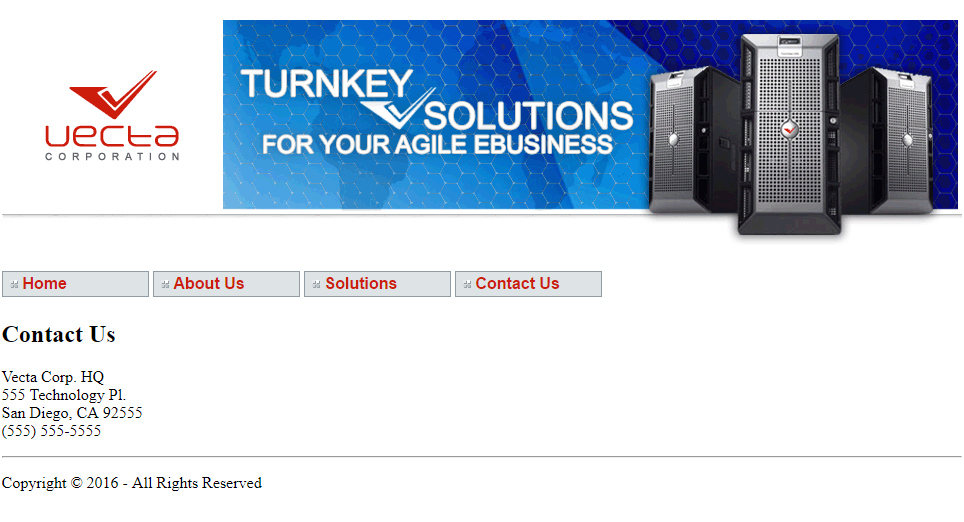 vecta
CORPORATION
TURNKEY
SOLUTIONS
FOR YOUR AGILE EBUSINESS
Home
About Us
Solutions
Contact Us
Contact Us
Vecta Corp. HQ
555 Technology Pl.
San Diego, CA 92555
(555) 555-5555
Copyright © 2016 - All Rights Reserved